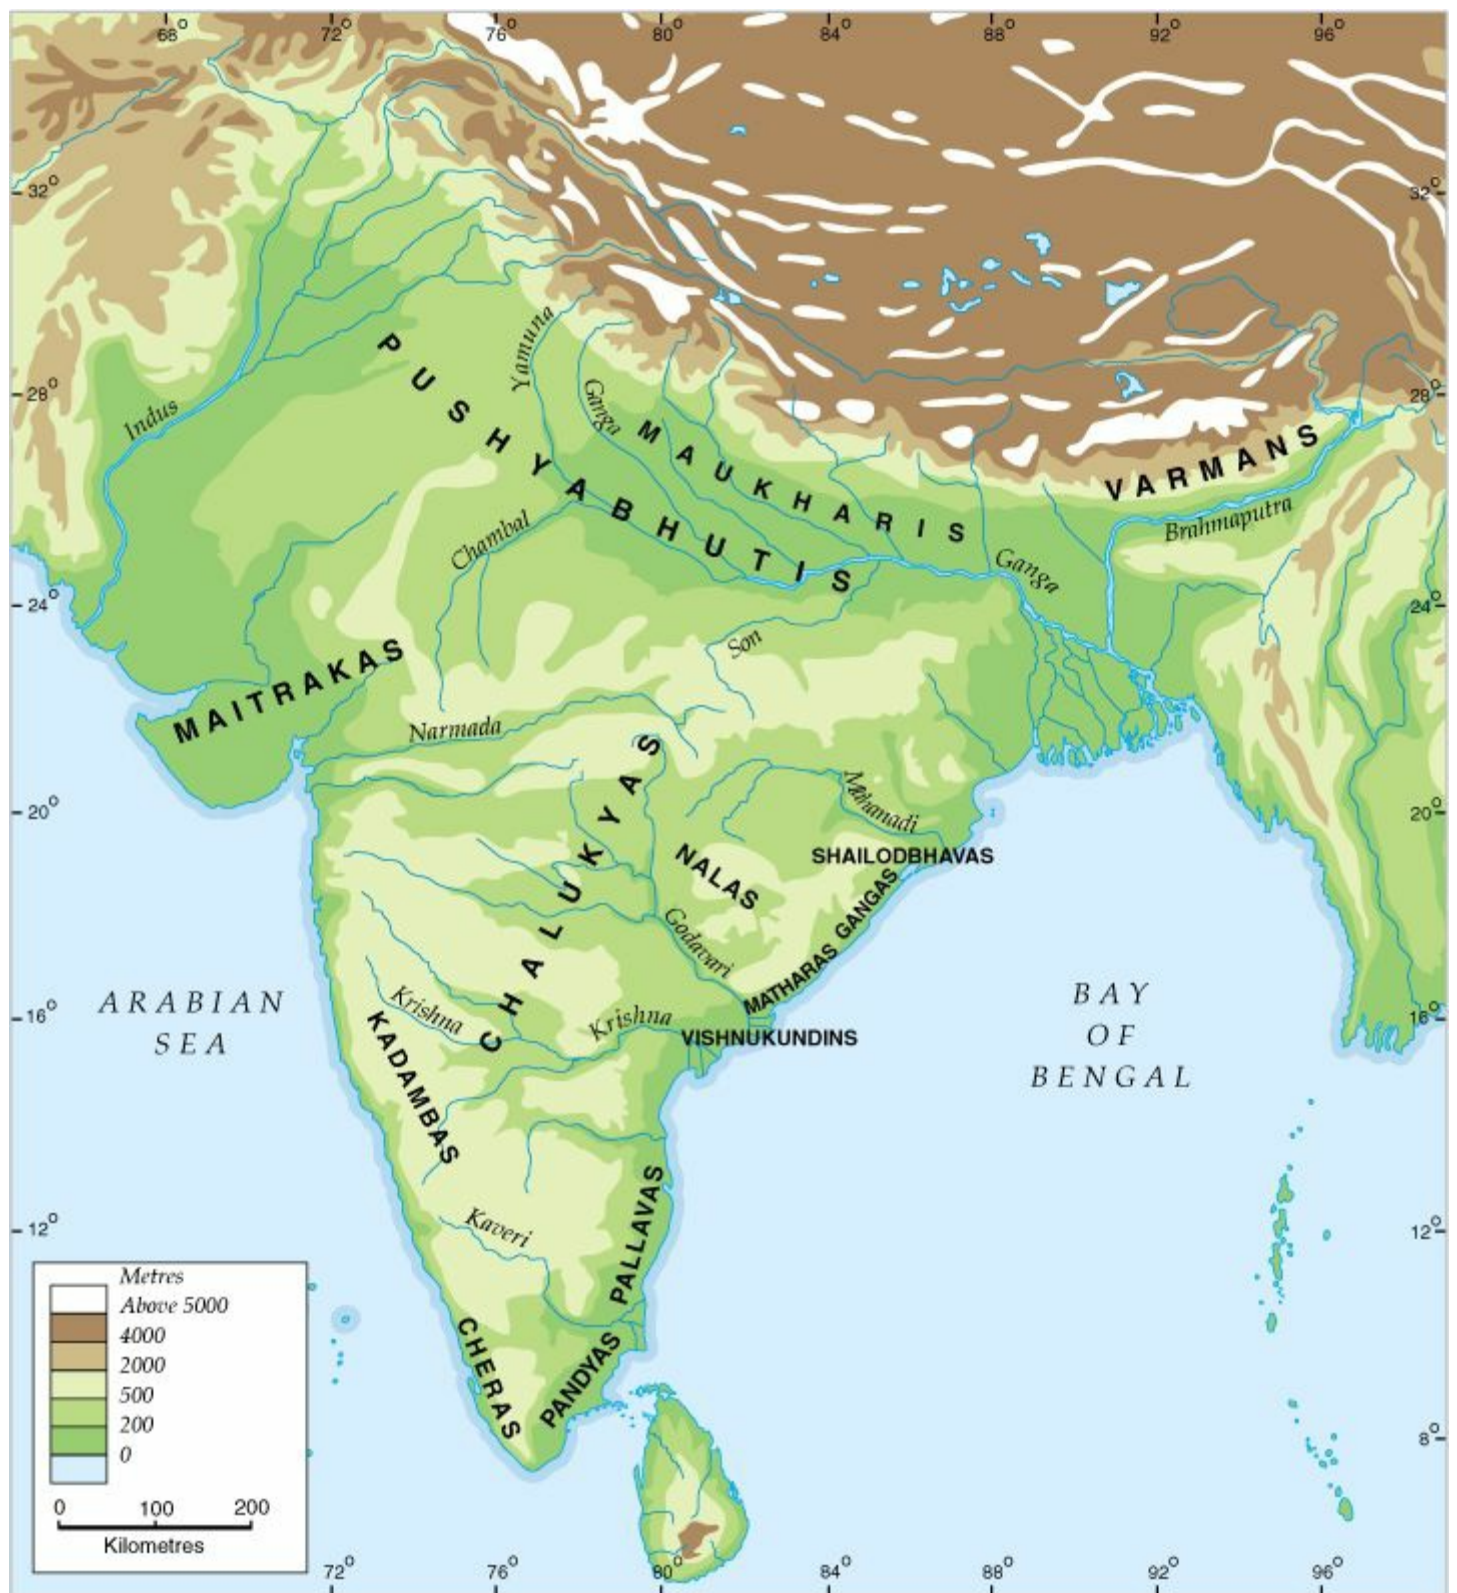 68° 72° 76° 80° 84° 88° 92° 96°
32° 32°
28° 28°
24° 24°
20° 20°
16° 16°
12° 12°
8°
72° 76° 80° 84° 88° 92° 96°
Indus
Yamuna
Ganga
PUSHYABHUTIS
MAUKHARIS
VARMANS
Brahmaputra
Chambal
Ganga
Son
MAITRAKAS
Narmada
CHALUKYAS
Mahanadi
NALAS
SHAILODBHAVAS
GANGAS
Godavari
MATHARAS
Krishna
Krishna
VISHNUKUNDINS
KADAMBAS
PALLAVAS
Kaveri
CHERAS
PANDYAS
ARABIAN
SEA
BAY
OF
BENGAL
Metres
Above 5000
4000
2000
500
200
0
0 100 200
Kilometres